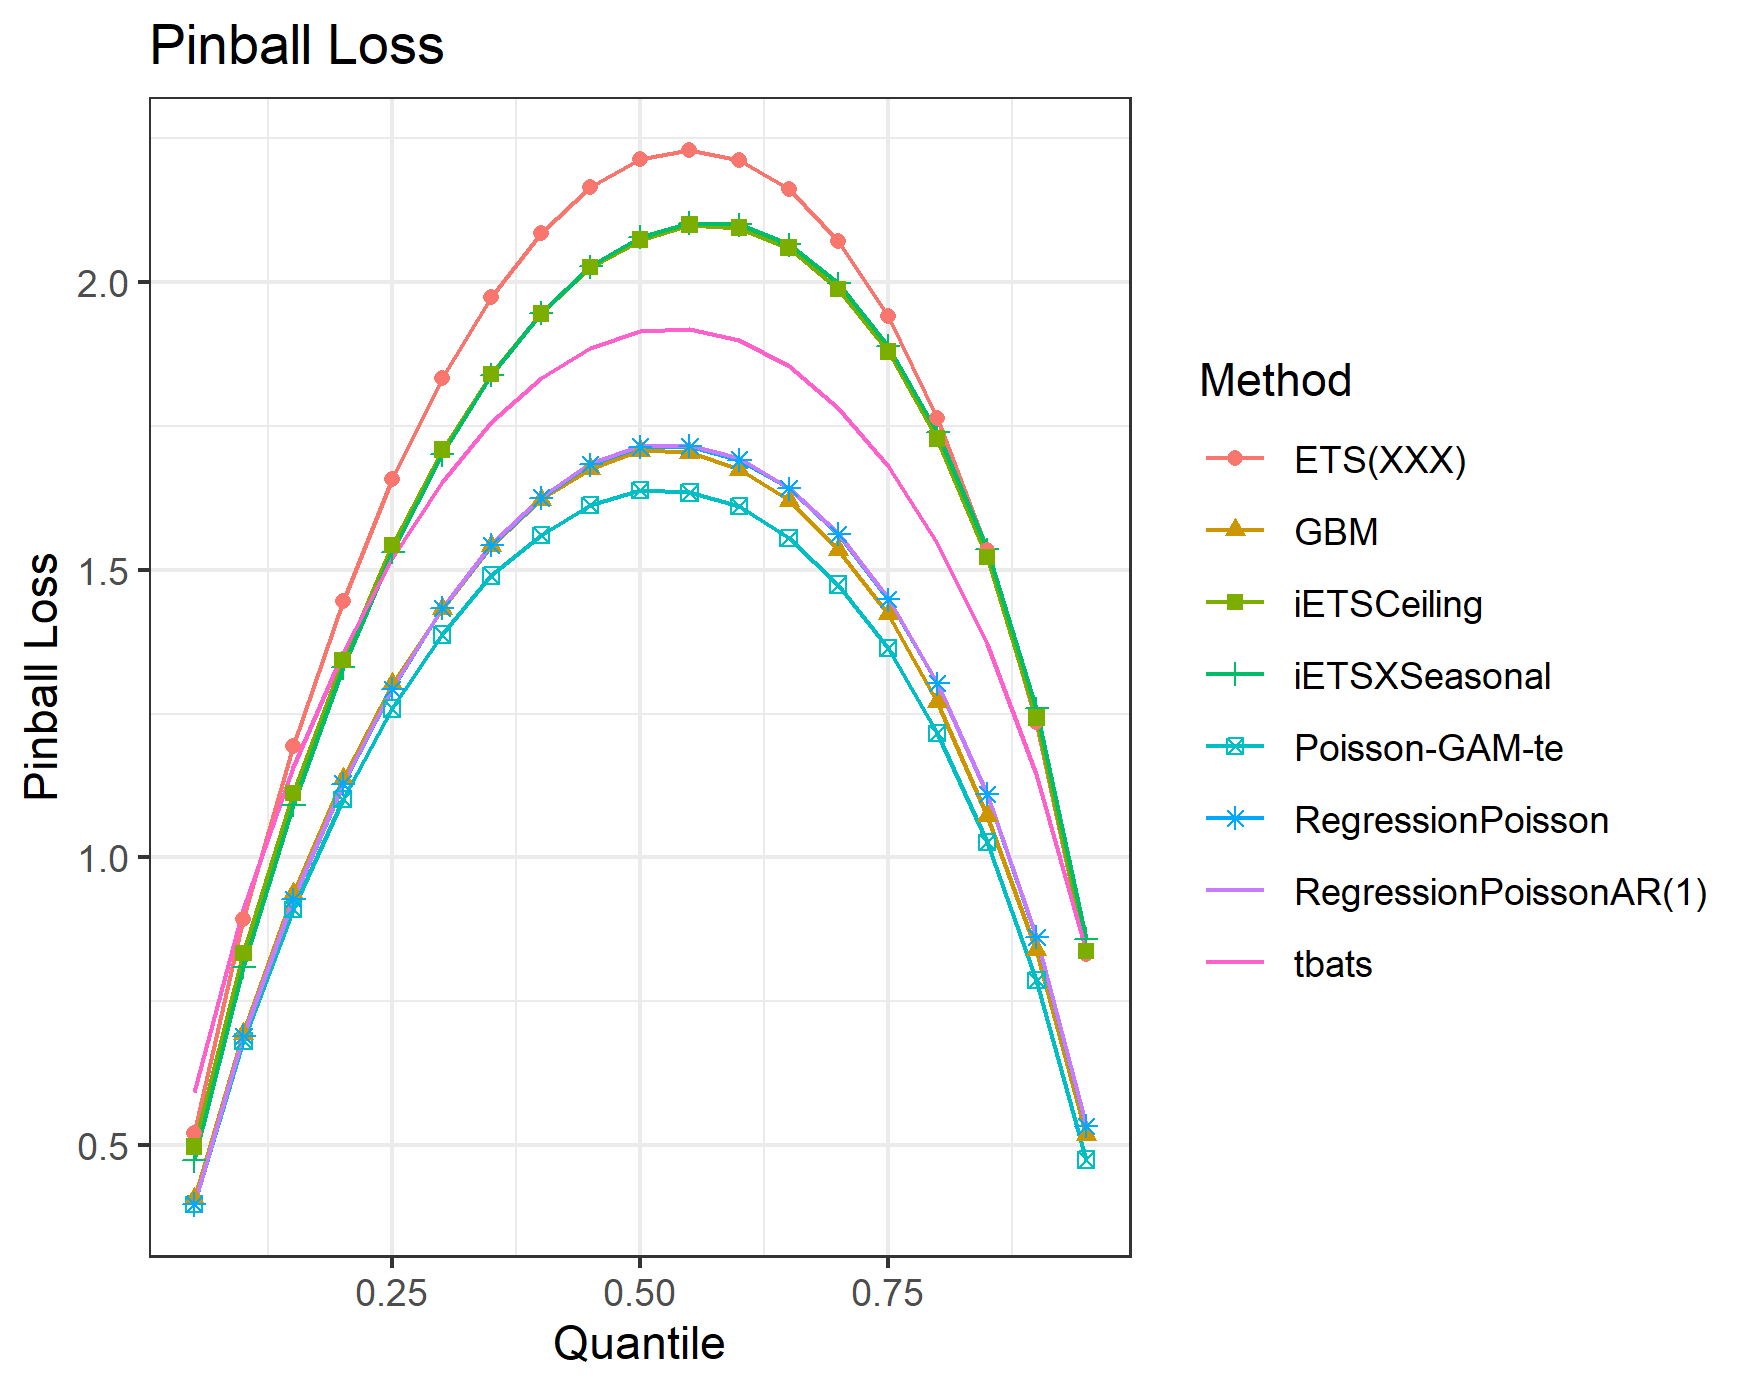 Pinball Loss
Pinball Loss
2.0
1.5
1.0
0.5
0.25
0.50
0.75
Quantile
Method
ETS(XXX)
GBM
iETSCeiling
iETSXSeasonal
Poisson-GAM-te
RegressionPoisson
RegressionPoissonAR(1)
tbats